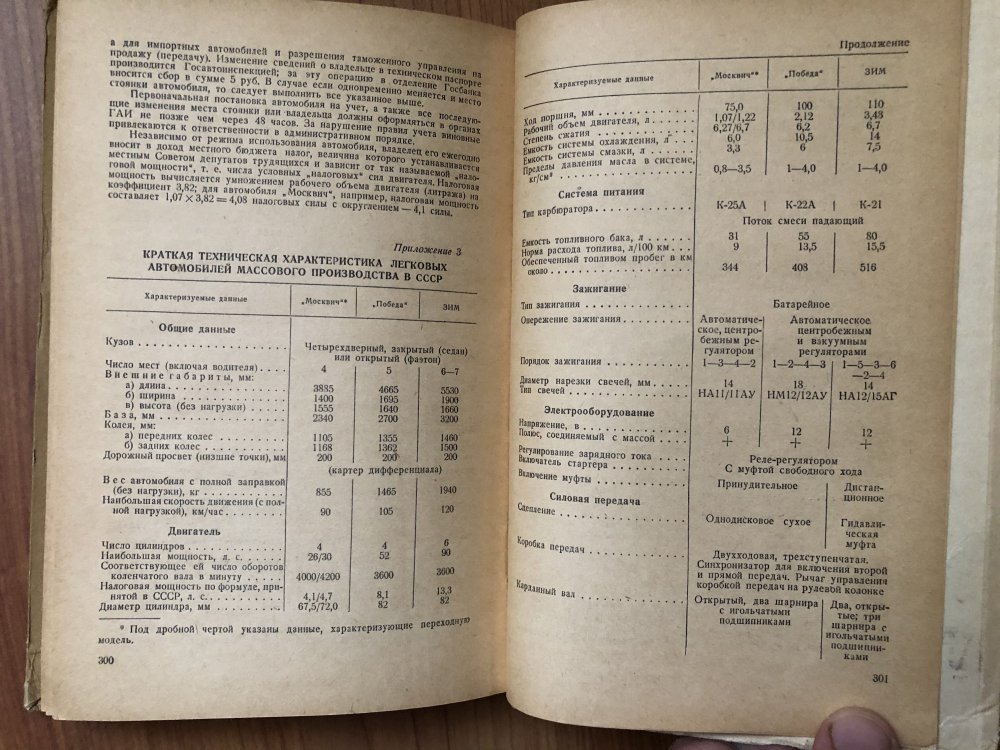 а для импортных автомобилей и разрешения таможенного управления на
продажу (передачу). Изменение сведений о владельце в техническом паспорте
производится Госавтоинспекцией; за эту операцию в отделение Госбанка
вносится сбор в сумме 5 руб. В случае если одновременно меняется и место
стоянки автомобиля, то следует выполнить все указанное выше.
Первоначальная постановка автомобиля на учет, а также все последую-
щие изменения места стоянки или владельца должны оформляться в органах
ГАИ не позже чем через 48 часов. За нарушение правил учета виновные
привлекаются к ответственности в административном порядке.
Независимо от режима использования автомобиля, владелец его ежегодно
вносит в доход местного бюджета налог, величина которого устанавливается
местным Советом депутатов трудящихся и зависит от так называемой „нало-
говой мощности", т. е. числа условных „налоговых" сил двигателя. Налоговая
мощность вычисляется умножением рабочего объема двигателя (литража) на
коэффициент 3,82; для автомобиля „Москвич", например, налоговая мощность
составляет 1,07×3,82=4,08 налоговых силы с округлением—4,1 силы.
Приложение 3
КРАТКАЯ ТЕХНИЧЕСКАЯ ХАРАКТЕРИСТИКА ЛЕГКОВЫХ
АВТОМОБИЛЕЙ МАССОВОГО ПРОИЗВОДСТВА В СССР
Характеризуемые данные „Москвич"* „Победа" ЗИМ
Общие данные
Кузов . . . . . . . . . . Четырехдверный, закрытый (седан)
или открытый (фаэтон)
Число мест (включая водителя) . . . . 4 5 6—7
Внешние габариты, мм:
а) длина . . . . . . . . 3885 4665 5530
б) ширина . . . . . . . . 1400 1695 1900
в) высота (без нагрузки) . . . . . 1555 1640 1660
База, мм . . . . . . . . 2340 2700 3200
Колея, мм:
а) передних колес . . . . . . . 1105 1355 1460
б) задних колес . . . . . . . . 1168 1362 1500
Дорожный просвет (низшие точки), мм 200 200 200
(картер дифференциала)
Вес автомобиля с полной заправкой
(без нагрузки), кг . . . . . . . 855 1465 1940
Наибольшая скорость движения (с пол-
ной нагрузкой), км/час . . . . . . . 90 105 120
Двигатель
Число цилиндров . . . . . . . . 4 4 6
Наибольшая мощность, л. с. . . . . . 26/30 52 90
Соответствующее ей число оборотов
коленчатого вала в минуту . . . . . 4000/4200 3600 3600
Налоговая мощность по формуле, при-
нятой в СССР, л. с. . . . . . . . 4,1/4,7 8,1 13,3
Диаметр цилиндра, мм . . . . . . . 67,5/72,0 82 82
* Под дробной чертой указаны данные, характеризующие переходную
модель.
300
Продолжение
Характеризуемые данные „Москвич"* „Победа" ЗИМ
Ход поршня, мм . . . . . . . . 75,0 100 110
Рабочий объем двигателя, л . . . . . 1,07/1,22 2,12 3,48
Степень сжатия . . . . . . . . 6,27/6,7 6,2 6,7
Емкость системы охлаждения, л . . . 6,0 10,5 14
Емкость системы смазки, л . . . . . 3,3 6 7,5
Пределы давления масла в системе,
кг/см² . . . . . . . . . 0,8—3,5 1—4,0 1—4,0
Система питания
Тип карбюратора . . . . . . . . К-25А К-22А К-21
Поток смеси падающий
Емкость топливного бака, л . . . . . . 31 55 80
Норма расхода топлива, л/100 км . . . 9 13,5 15,5
Обеспеченный топливом пробег в км
около . . . . . . . . . . 344 408 516
Зажигание
Тип зажигания . . . . . . . . . Батарейное
Опережение зажигания . . . . . . . . Автоматиче- Автоматическое
ское, центро- центробежным
бежным ре- и вакуумным
гулятором регуляторами
Порядок зажигания . . . . . . . . 1—3—4—2 1—2—4—3 1—5—3—6
—2—4
Диаметр нарезки свечей, мм . . . . . 14 18 14
Тип свечей . . . . . . . . . НА11/11АУ НМ12/12АУ НА12/15АГ
Электрооборудование
Напряжение, в . . . . . . . . . 6 12 12
Полюс, соединяемый с массой . . . . + + +
Регулирование зарядного тока . . . . Реле-регулятором
Включатель стартера . . . . . . . С муфтой свободного хода
Включение муфты . . . . . . . . Принудительное Дистан-
ционное
Силовая передача
Сцепление . . . . . . . . . Однодисковое сухое Гидавли-
ческая
муфта
Коробка передач . . . . . . . . Двухходовая, трехступенчатая.
Синхронизатор для включения второй
и прямой передач. Рычаг управления
коробкой передач на рулевой колонке
Карданный вал . . . . . . . . Открытый, два шарнира Два, откры-
с игольчатыми тые; три
подшипниками шарнира с
игольчатыми
подшипни-
ками
301